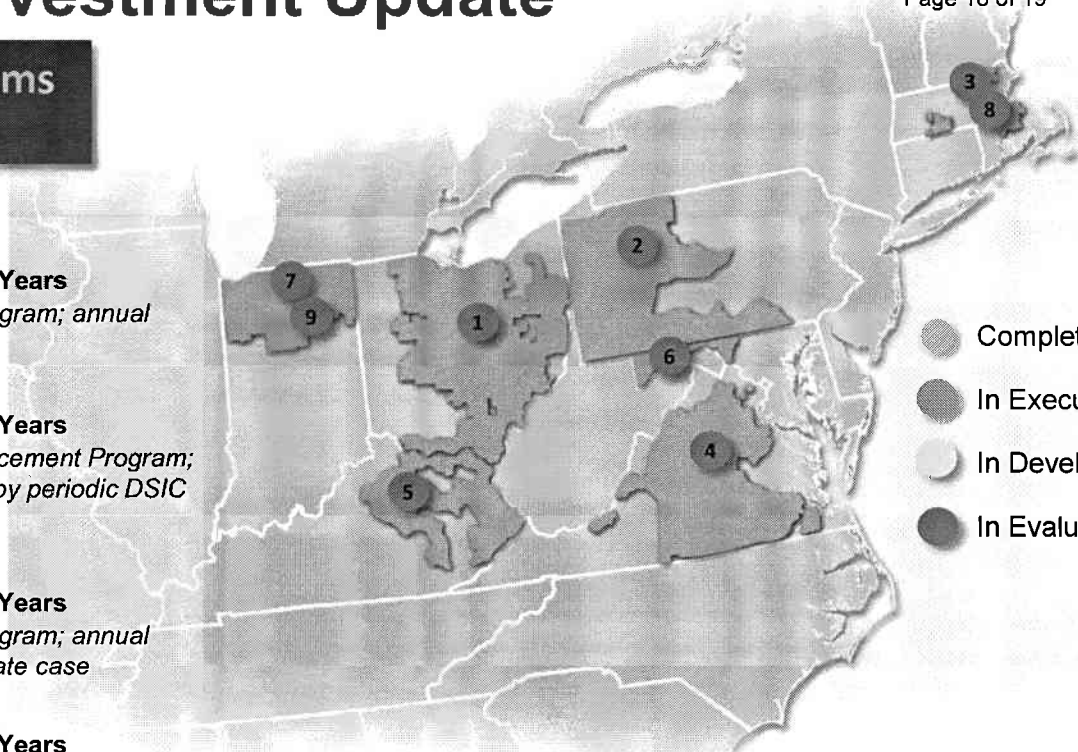 vestment Update
Page 18 of 19
ms
Years
gram; annual
Years
cement Program;
by periodic DSIC
Years
gram; annual
ate case
Years
3
8
2
7
9
1
6
4
5
Complet
In Execu
In Devel
In Evalu